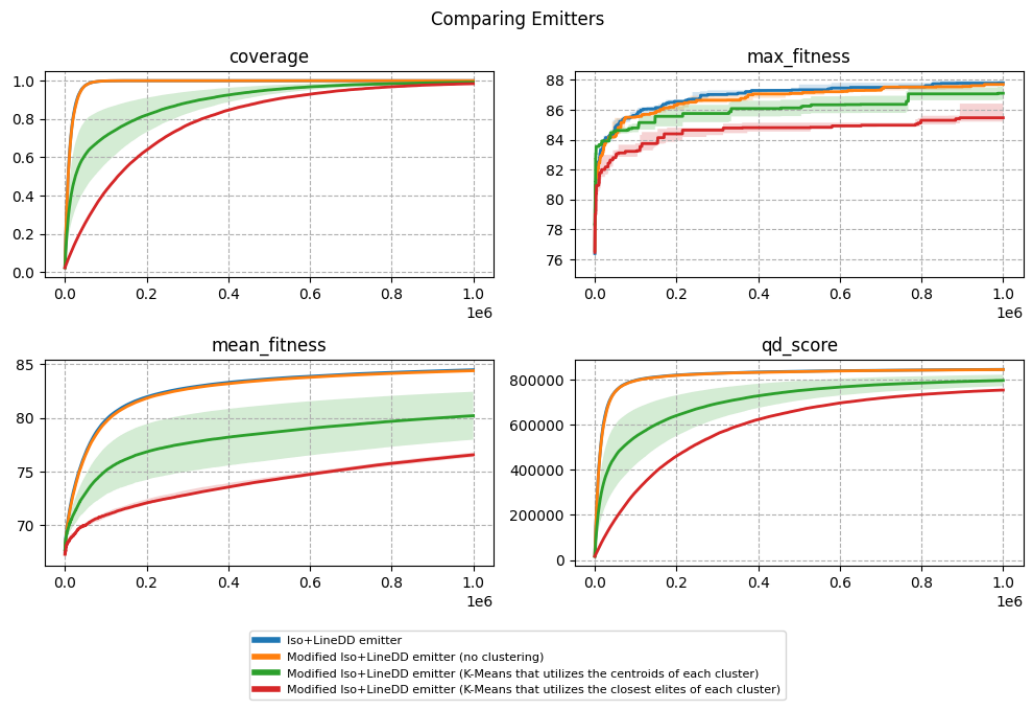 Comparing Emitters
coverage
1.0
0.8
0.6
0.4
0.2
0.0
0.0 0.2 0.4 0.6 0.8 1.0
1e6
max_fitness
88
86
84
82
80
78
76
0.0 0.2 0.4 0.6 0.8 1.0
1e6
mean_fitness
85
80
75
70
0.0 0.2 0.4 0.6 0.8 1.0
1e6
qd_score
800000
600000
400000
200000
0
0.0 0.2 0.4 0.6 0.8 1.0
1e6
Iso+LineDD emitter
Modified Iso+LineDD emitter (no clustering)
Modified Iso+LineDD emitter (K-Means that utilizes the centroids of each cluster)
Modified Iso+LineDD emitter (K-Means that utilizes the closest elites of each cluster)